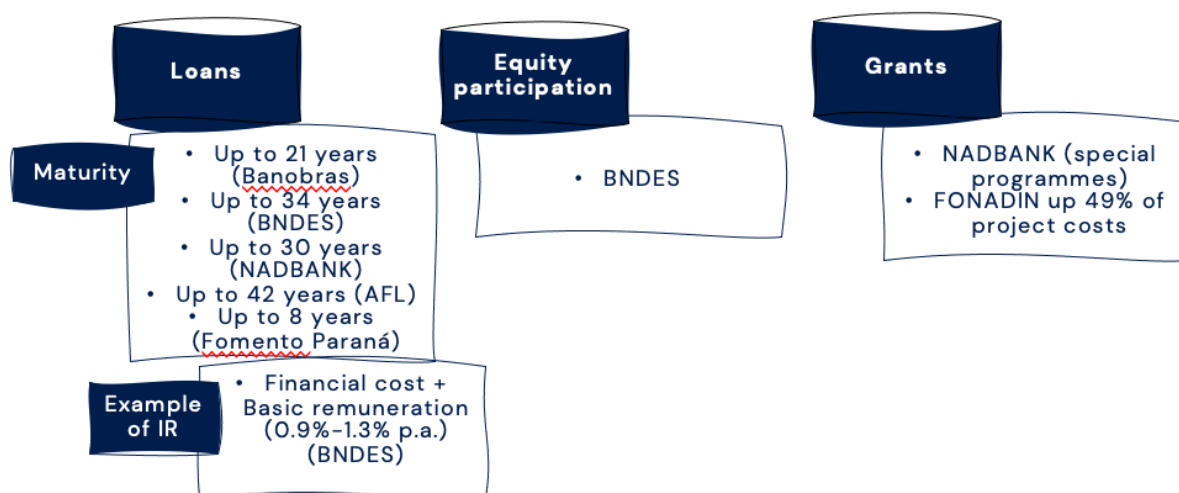 Loans
Maturity
• Up to 21 years
(Banobras)
• Up to 34 years
(BNDES)
• Up to 30 years
(NADBANK)
• Up to 42 years (AFL)
• Up to 8 years
(Fomento Paraná)
Example
of IR
• Financial cost +
Basic remuneration
(0.9%-1.3% p.a.)
(BNDES)
Equity
participation
• BNDES
Grants
• NADBANK (special
programmes)
• FONADIN up 49% of
project costs